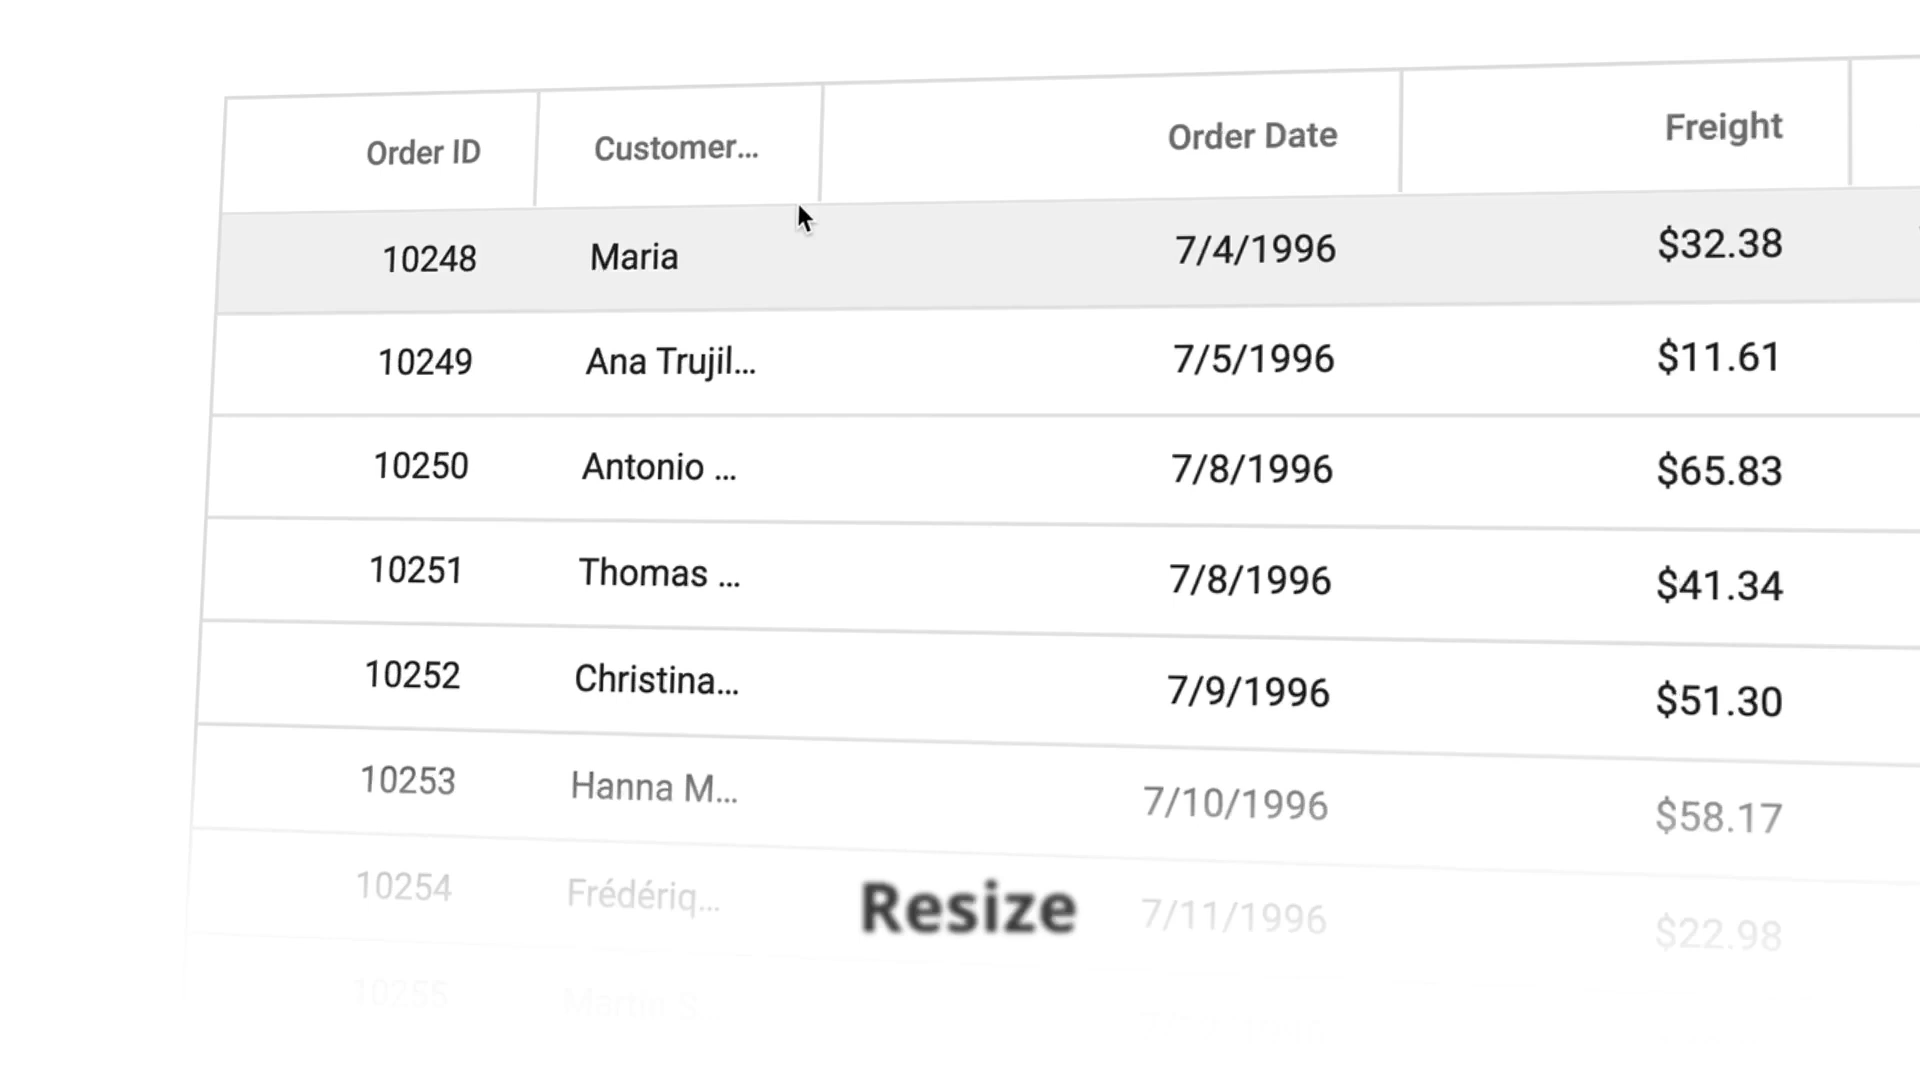 Order ID Customer... Order Date Freight
10248 Maria 7/4/1996 $32.38
10249 Ana Trujil... 7/5/1996 $11.61
10250 Antonio ... 7/8/1996 $65.83
10251 Thomas ... 7/8/1996 $41.34
10252 Christina... 7/9/1996 $51.30
10253 Hanna M... 7/10/1996 $58.17
10254 Frédériq... 7/11/1996 $22.98
Resize
10255 Martin S